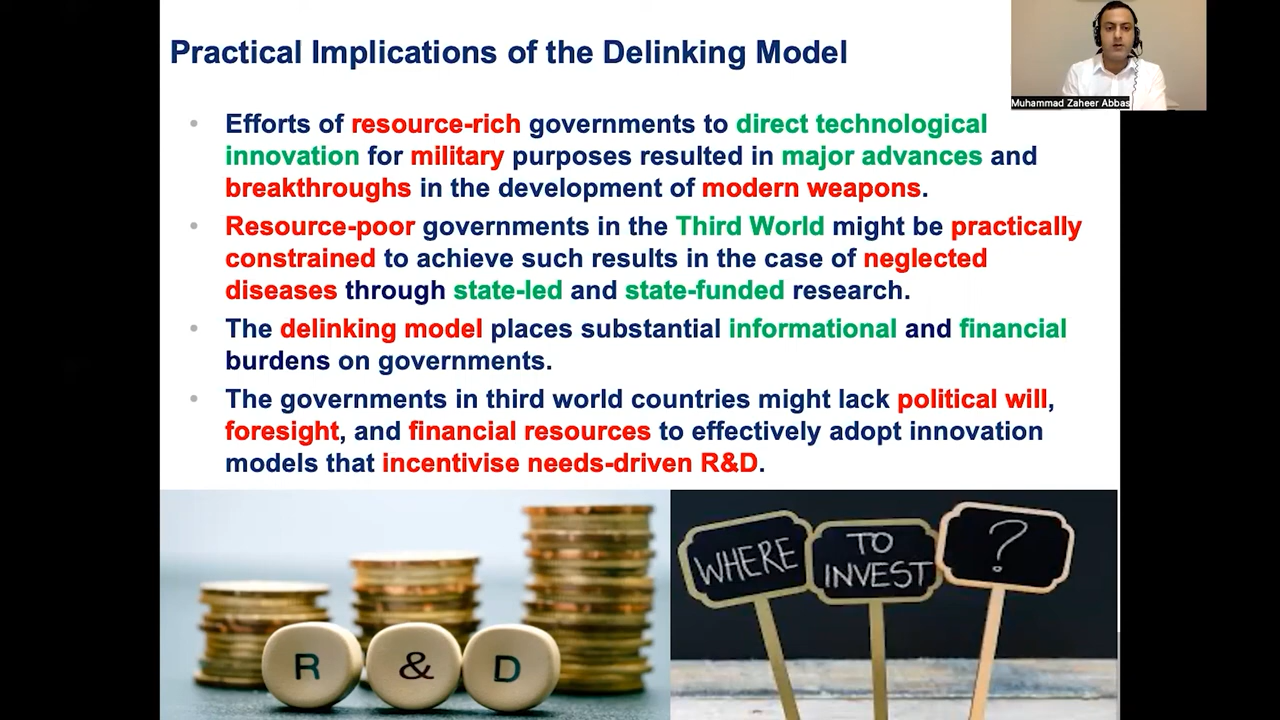 Practical Implications of the Delinking Model
Muhammad Zaheer Abbas
• Efforts of resource-rich governments to direct technological
innovation for military purposes resulted in major advances and
breakthroughs in the development of modern weapons.
• Resource-poor governments in the Third World might be practically
constrained to achieve such results in the case of neglected
diseases through state-led and state-funded research.
• The delinking model places substantial informational and financial
burdens on governments.
• The governments in third world countries might lack political will,
foresight, and financial resources to effectively adopt innovation
models that incentivise needs-driven R&D.
R & D
WHERE
TO
INVEST
?